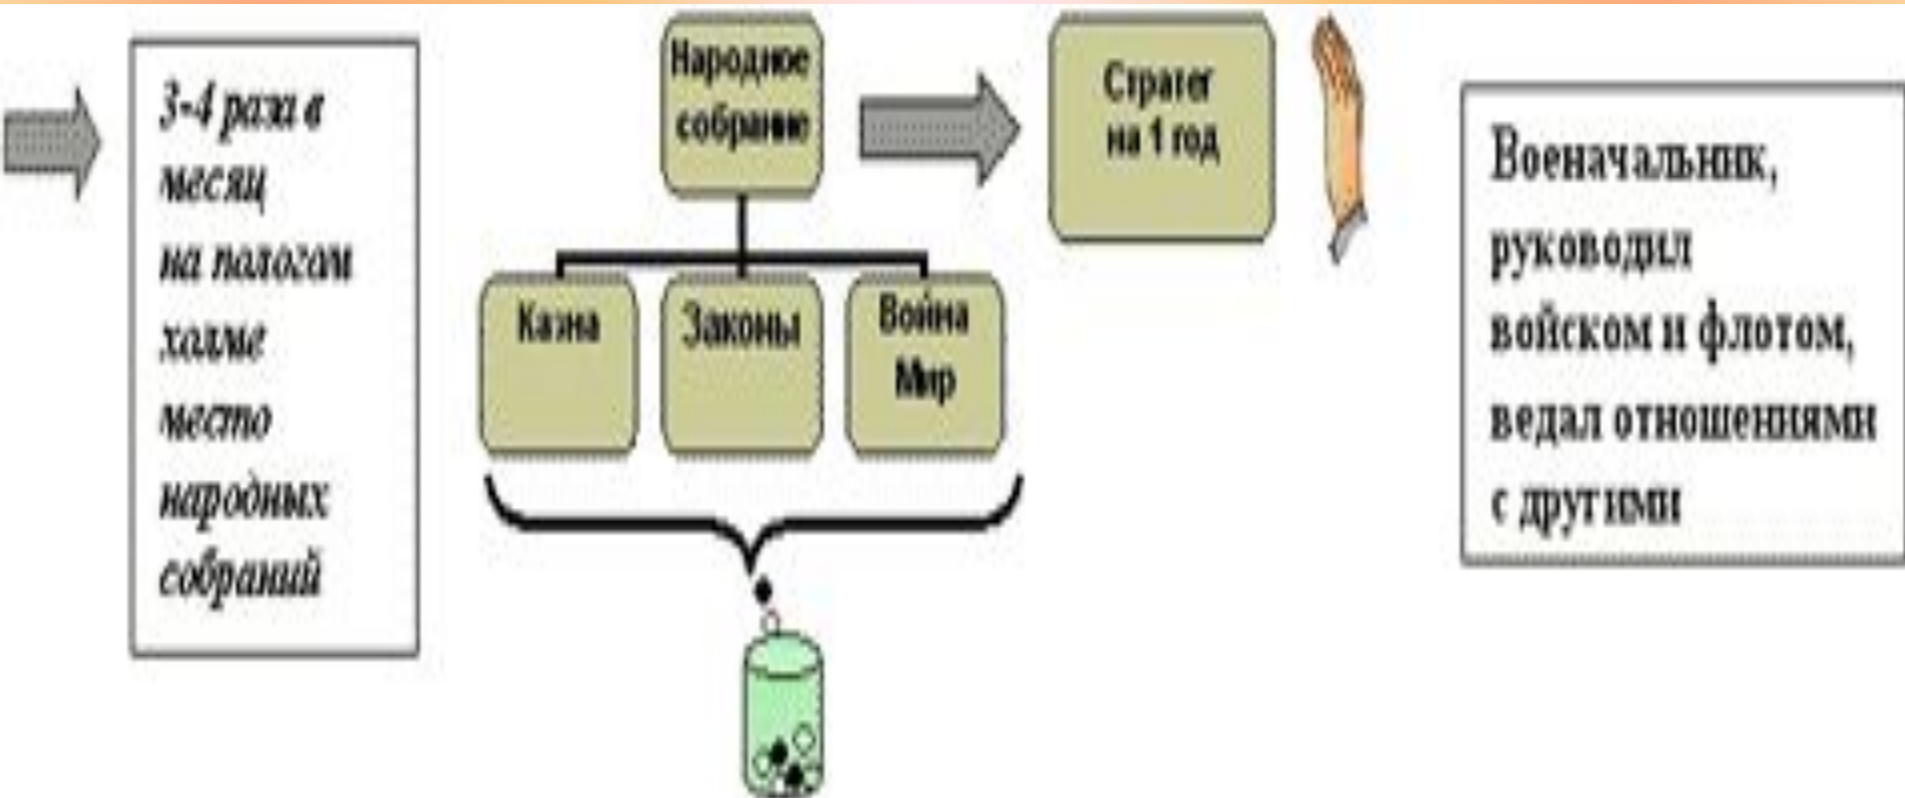 3-4 раза в
месяц
на пологом
холме
место
народных
собраний
Народное
собрание
Казна
Законы
Война
Мир
Стратег
на 1 год
Военачальник,
руководил
войском и флотом,
ведал отношениями
с другими